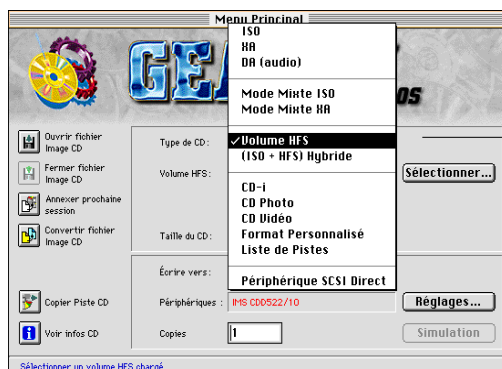 Menu Principal
ISO
XA
DA (audio)
Mode Mixte ISO
Mode Mixte XA
✓Volume HFS
(ISO + HFS) Hybride
CD-i
CD Photo
CD Vidéo
Format Personnalisé
Liste de Pistes
Périphérique SCSI Direct
GEA
OS
Ouvrir fichier
Image CD
Fermer fichier
Image CD
Annexer prochaine
session
Convertir fichier
Image CD
Copier Piste CD
Voir infos CD
Type de CD:
Volume HFS:
Sélectionner...
Taille du CD:
Écrire vers:
Périphériques : IMS CDD522/10
Réglages...
Copies 1
Simulation
Sélectionner un volume HFS chargé